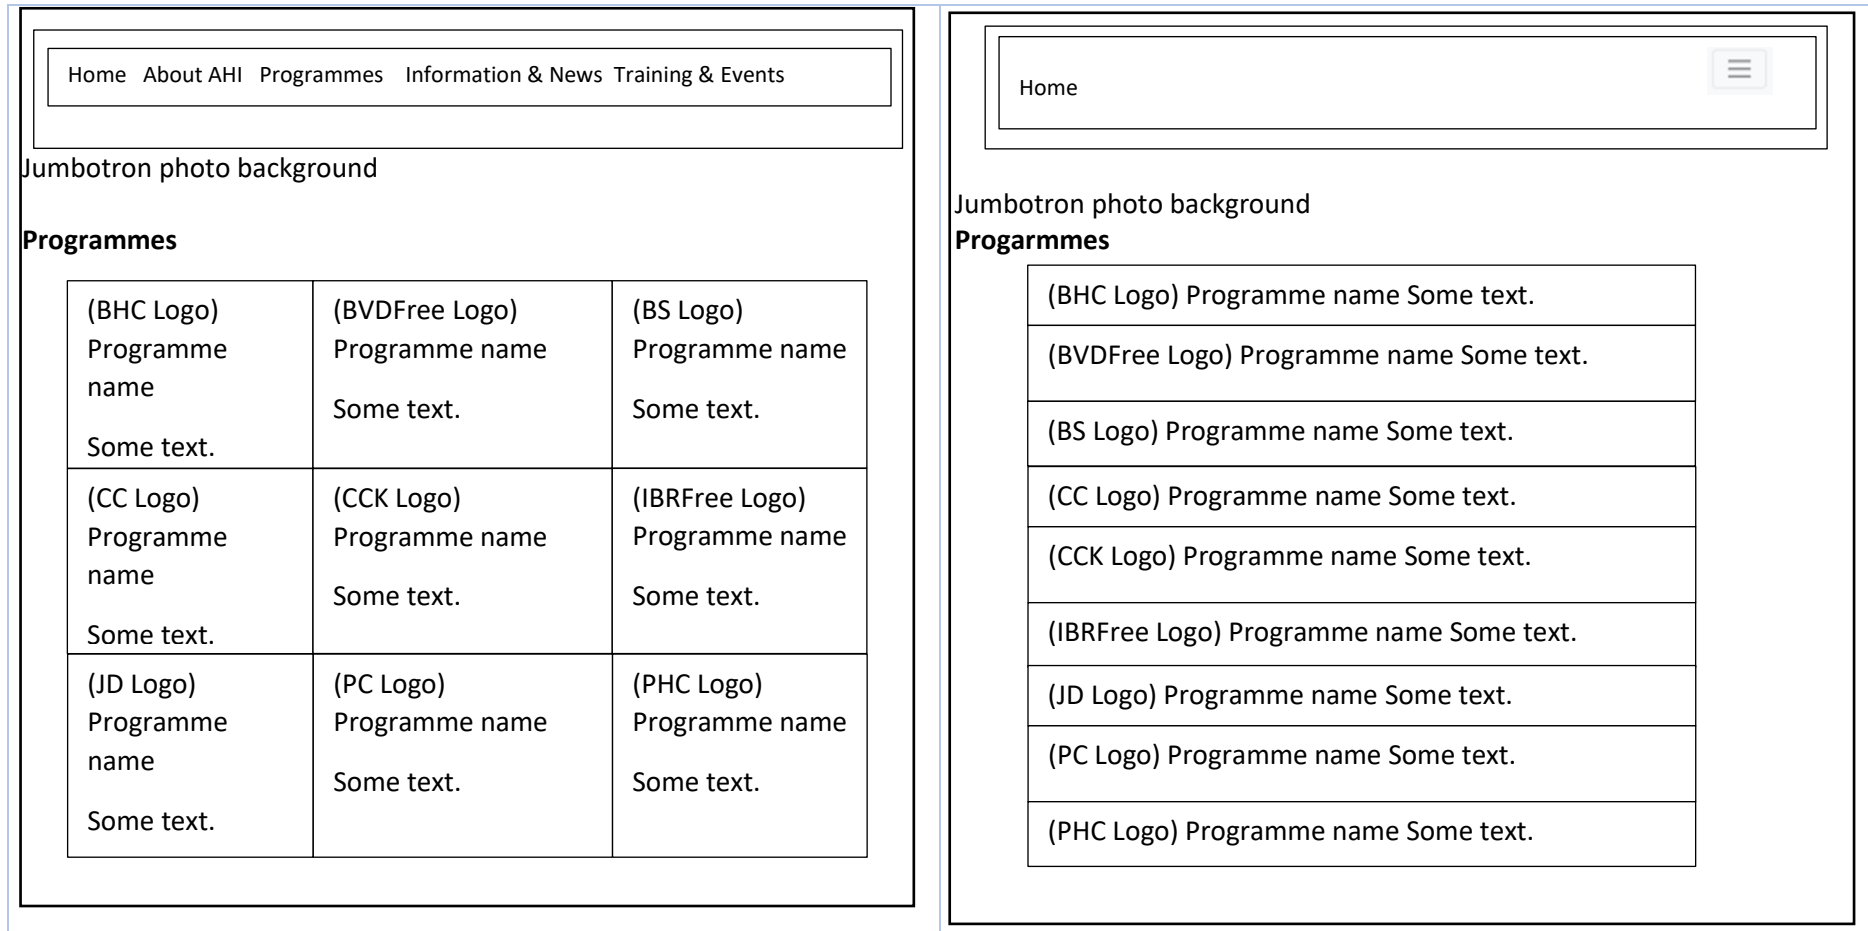 Home About AHI Programmes Information & News Training & Events
Jumbotron photo background
Programmes
(BHC Logo)
Programme
name
Some text.
(BVDFree Logo)
Programme name
Some text.
(BS Logo)
Programme name
Some text.
(CC Logo)
Programme
name
Some text.
(CCK Logo)
Programme name
Some text.
(IBRFree Logo)
Programme name
Some text.
(JD Logo)
Programme
name
Some text.
(PC Logo)
Programme name
Some text.
(PHC Logo)
Programme name
Some text.
Home
Jumbotron photo background
Progarmmes
(BHC Logo) Programme name Some text.
(BVDFree Logo) Programme name Some text.
(BS Logo) Programme name Some text.
(CC Logo) Programme name Some text.
(CCK Logo) Programme name Some text.
(IBRFree Logo) Programme name Some text.
(JD Logo) Programme name Some text.
(PC Logo) Programme name Some text.
(PHC Logo) Programme name Some text.